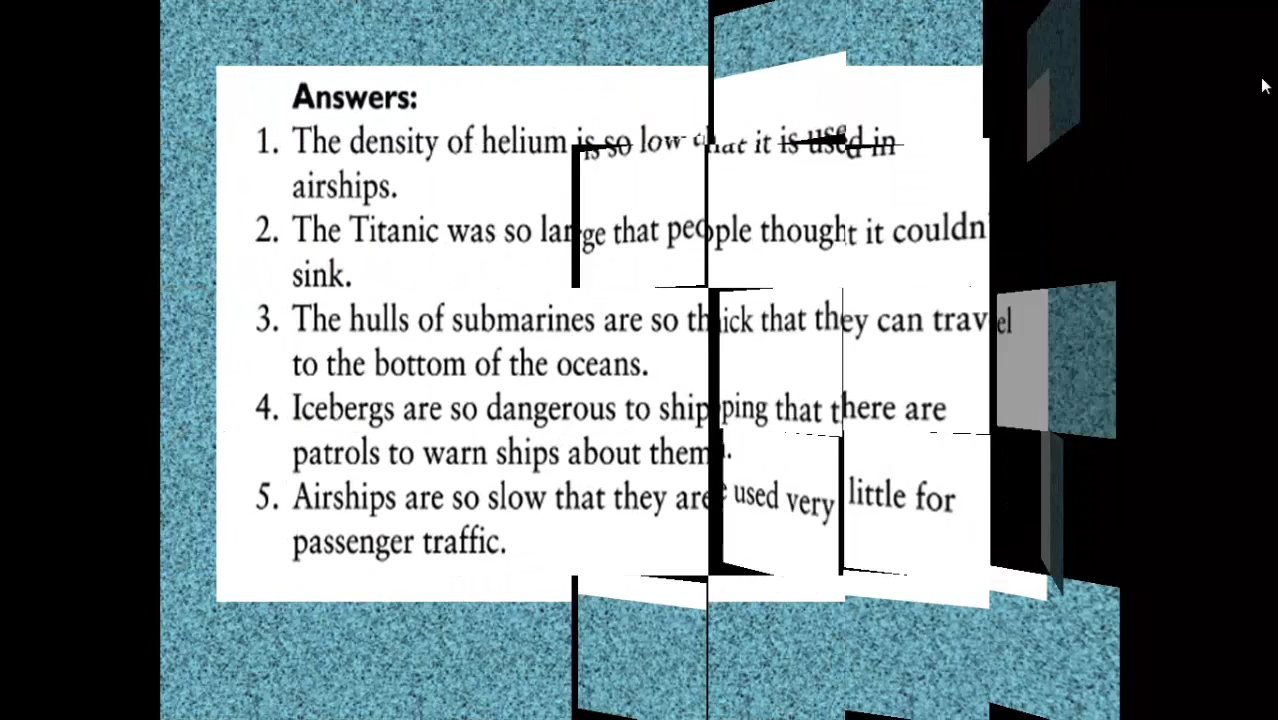 Answers:
1. The density of helium is so low that it is used in
airships.
2. The Titanic was so large that people thought it couldn'
sink.
3. The hulls of submarines are so thick that they can travel
to the bottom of the oceans.
4. Icebergs are so dangerous to shipping that there are
patrols to warn ships about them.
5. Airships are so slow that they are used very little for
passenger traffic.